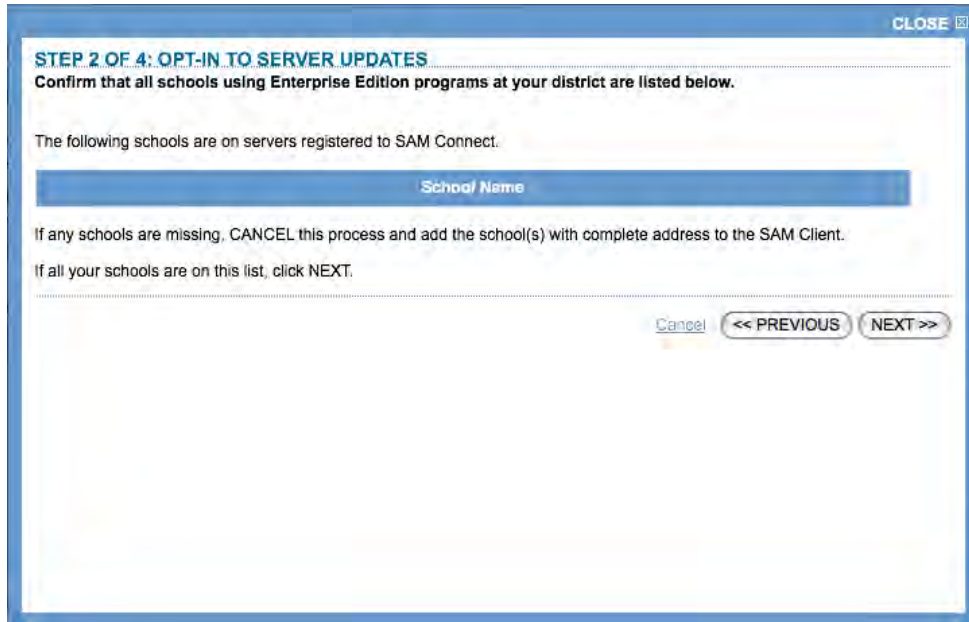 CLOSE
STEP 2 OF 4: OPT-IN TO SERVER UPDATES
Confirm that all schools using Enterprise Edition programs at your district are listed below.
The following schools are on servers registered to SAM Connect.
School Name
If any schools are missing, CANCEL this process and add the school(s) with complete address to the SAM Client.
If all your schools are on this list, click NEXT.
Cancel << PREVIOUS NEXT >>